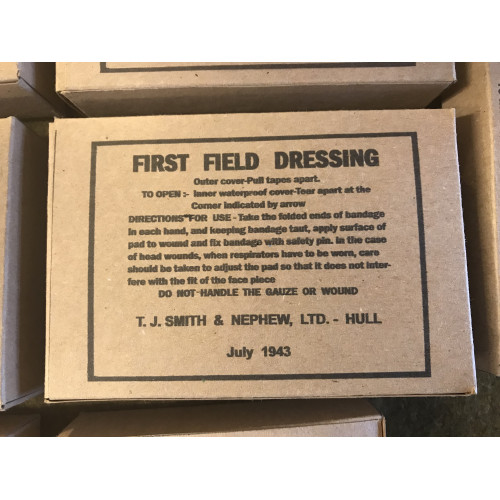 FIRST FIELD DRESSING
Outer cover-Pull tapes apart.
TO OPEN :- Inner waterproof cover-Tear apart at the
Corner indicated by arrow
DIRECTIONS FOR USE - Take the folded ends of bandage
in each hand, and keeping bandage taut, apply surface of
pad to wound and fix bandage with safety pin. In the case
of head wounds, when respirators have to be worn, care
should be taken to adjust the pad so that it does not inter-
fere with the fit of the face piece
DO NOT HANDLE THE GAUZE OR WOUND
T. J. SMITH & NEPHEW, LTD. - HULL
July 1943